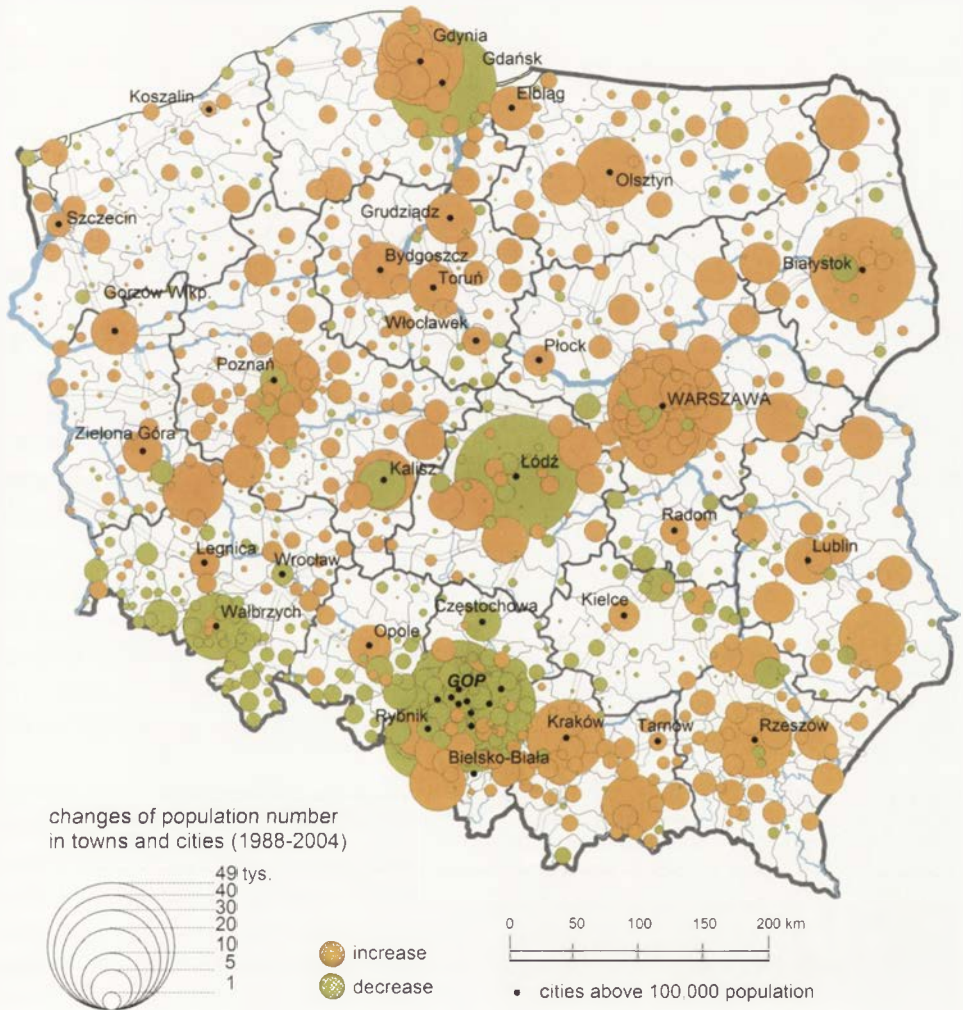 Gdynia
Gdańsk
Koszalin
Elbląg
Olsztyn
Szczecin
Grudziądz
Bydgoszcz
Białystok
Toruń
Gorzów Wlkp.
Włocławek
Płock
Poznań
WARSZAWA
Zielona Góra
Kalisz
Łódź
Radom
Legnica
Wrocław
Lublin
Wałbrzych
Częstochowa
Kielce
Opole
GOP
Rybnik
Kraków
Tarnów
Rzeszów
Bielsko-Biała
changes of population number
in towns and cities (1988-2004)
49 tys.
40
30
20
10
5
1
0 50 100 150 200 km
increase
decrease
cities above 100,000 population